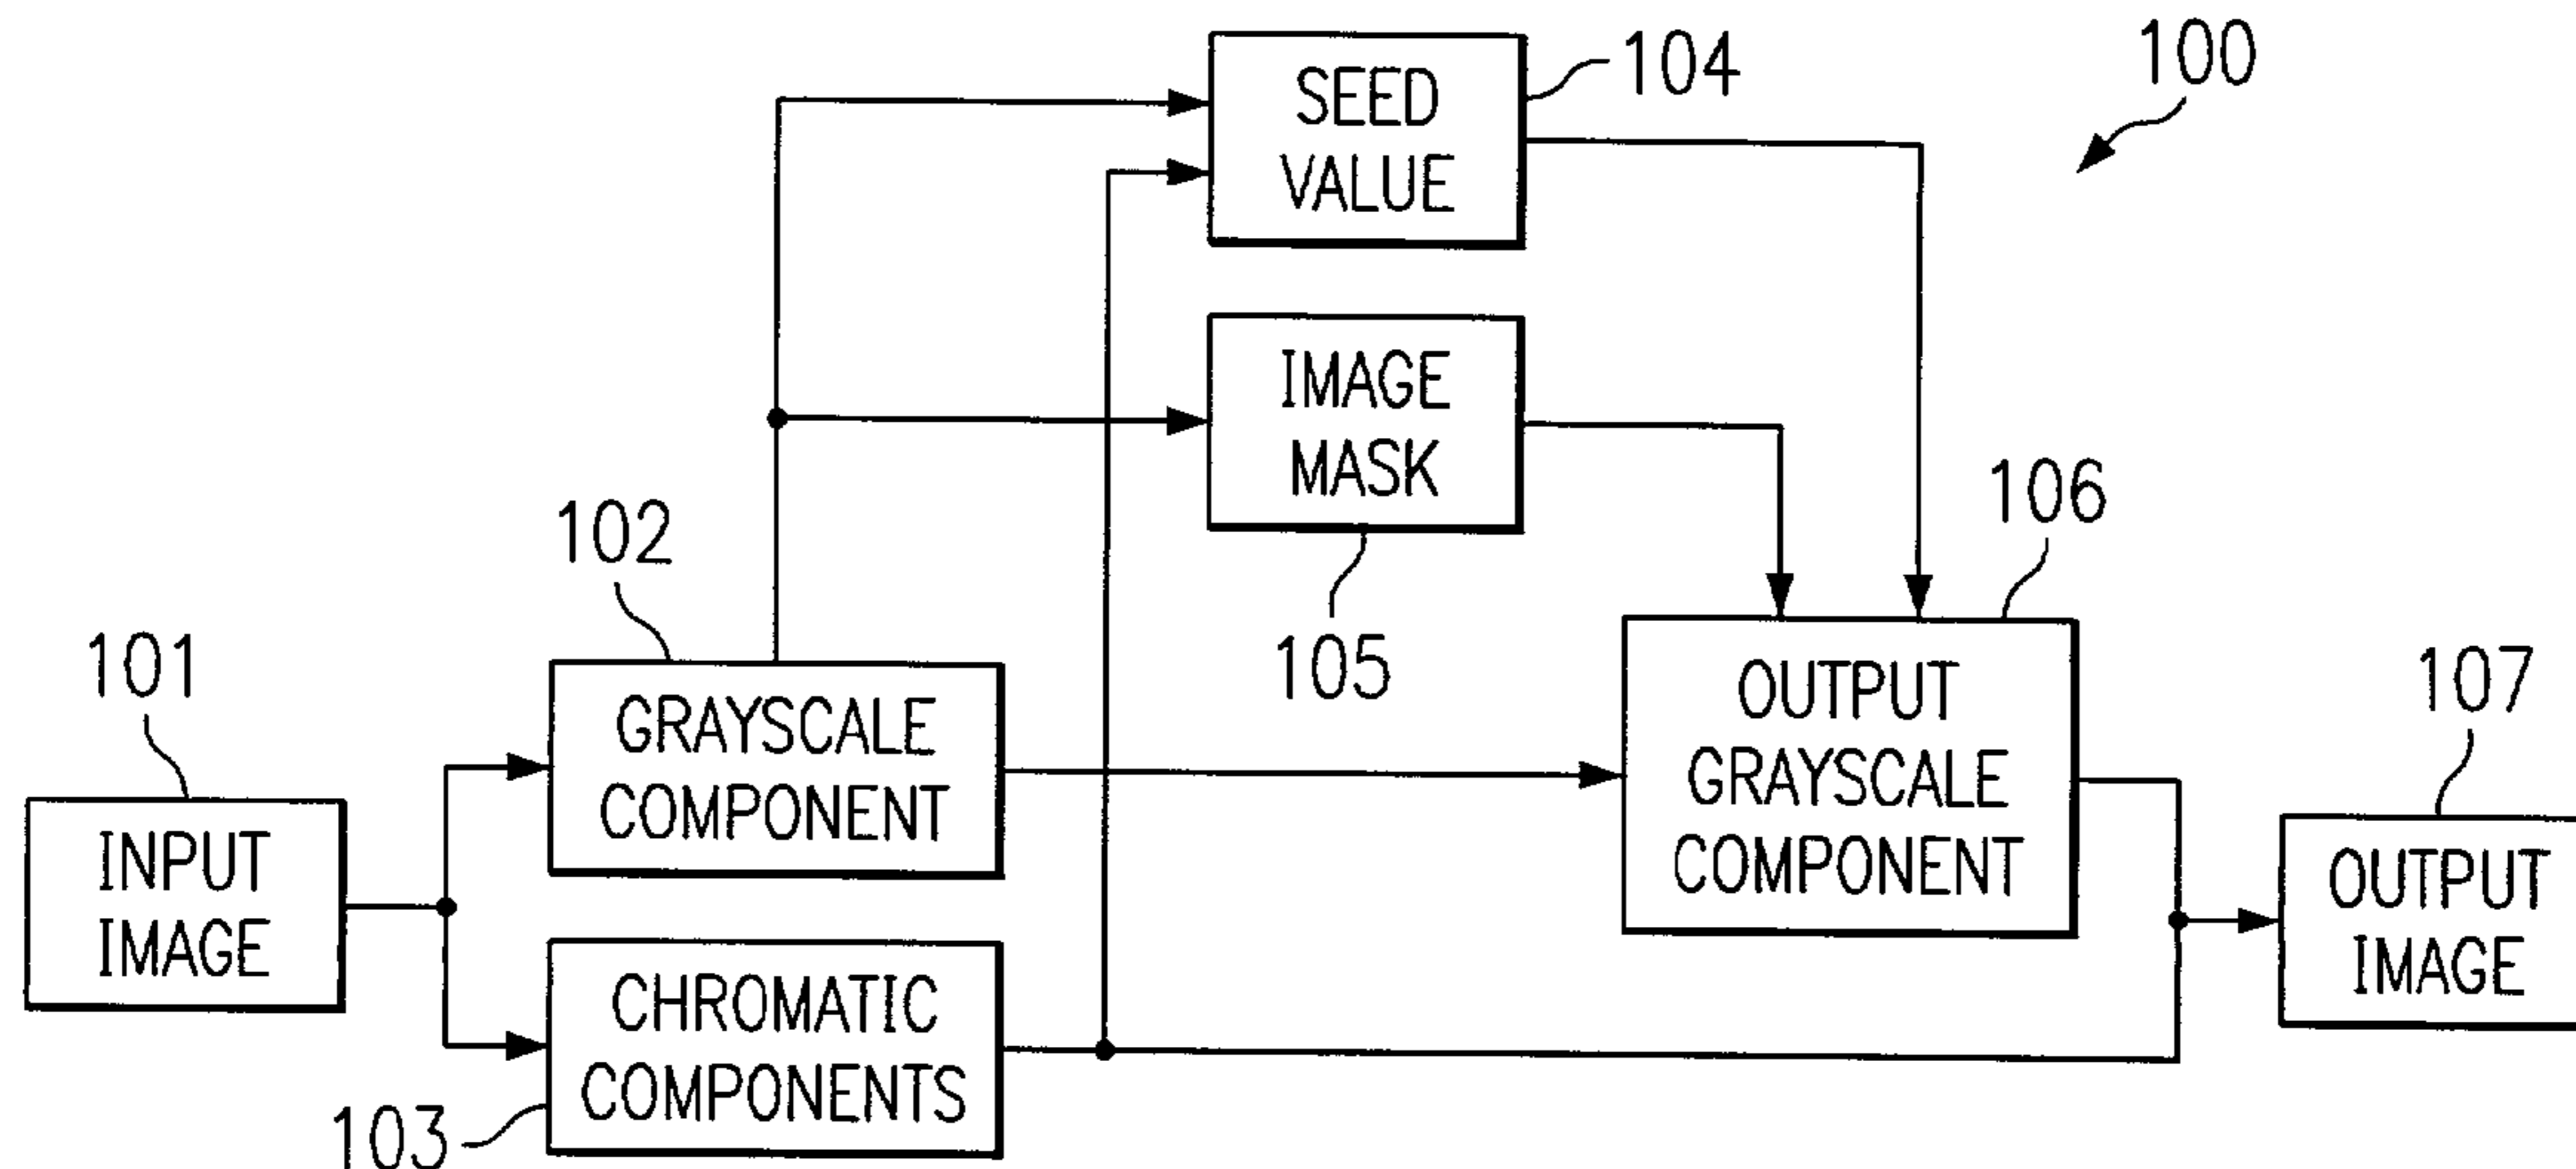 100
104
SEED
VALUE
IMAGE
MASK
105
102
GRAYSCALE
COMPONENT
106
OUTPUT
GRAYSCALE
COMPONENT
101
INPUT
IMAGE
107
OUTPUT
IMAGE
CHROMATIC
COMPONENTS
103